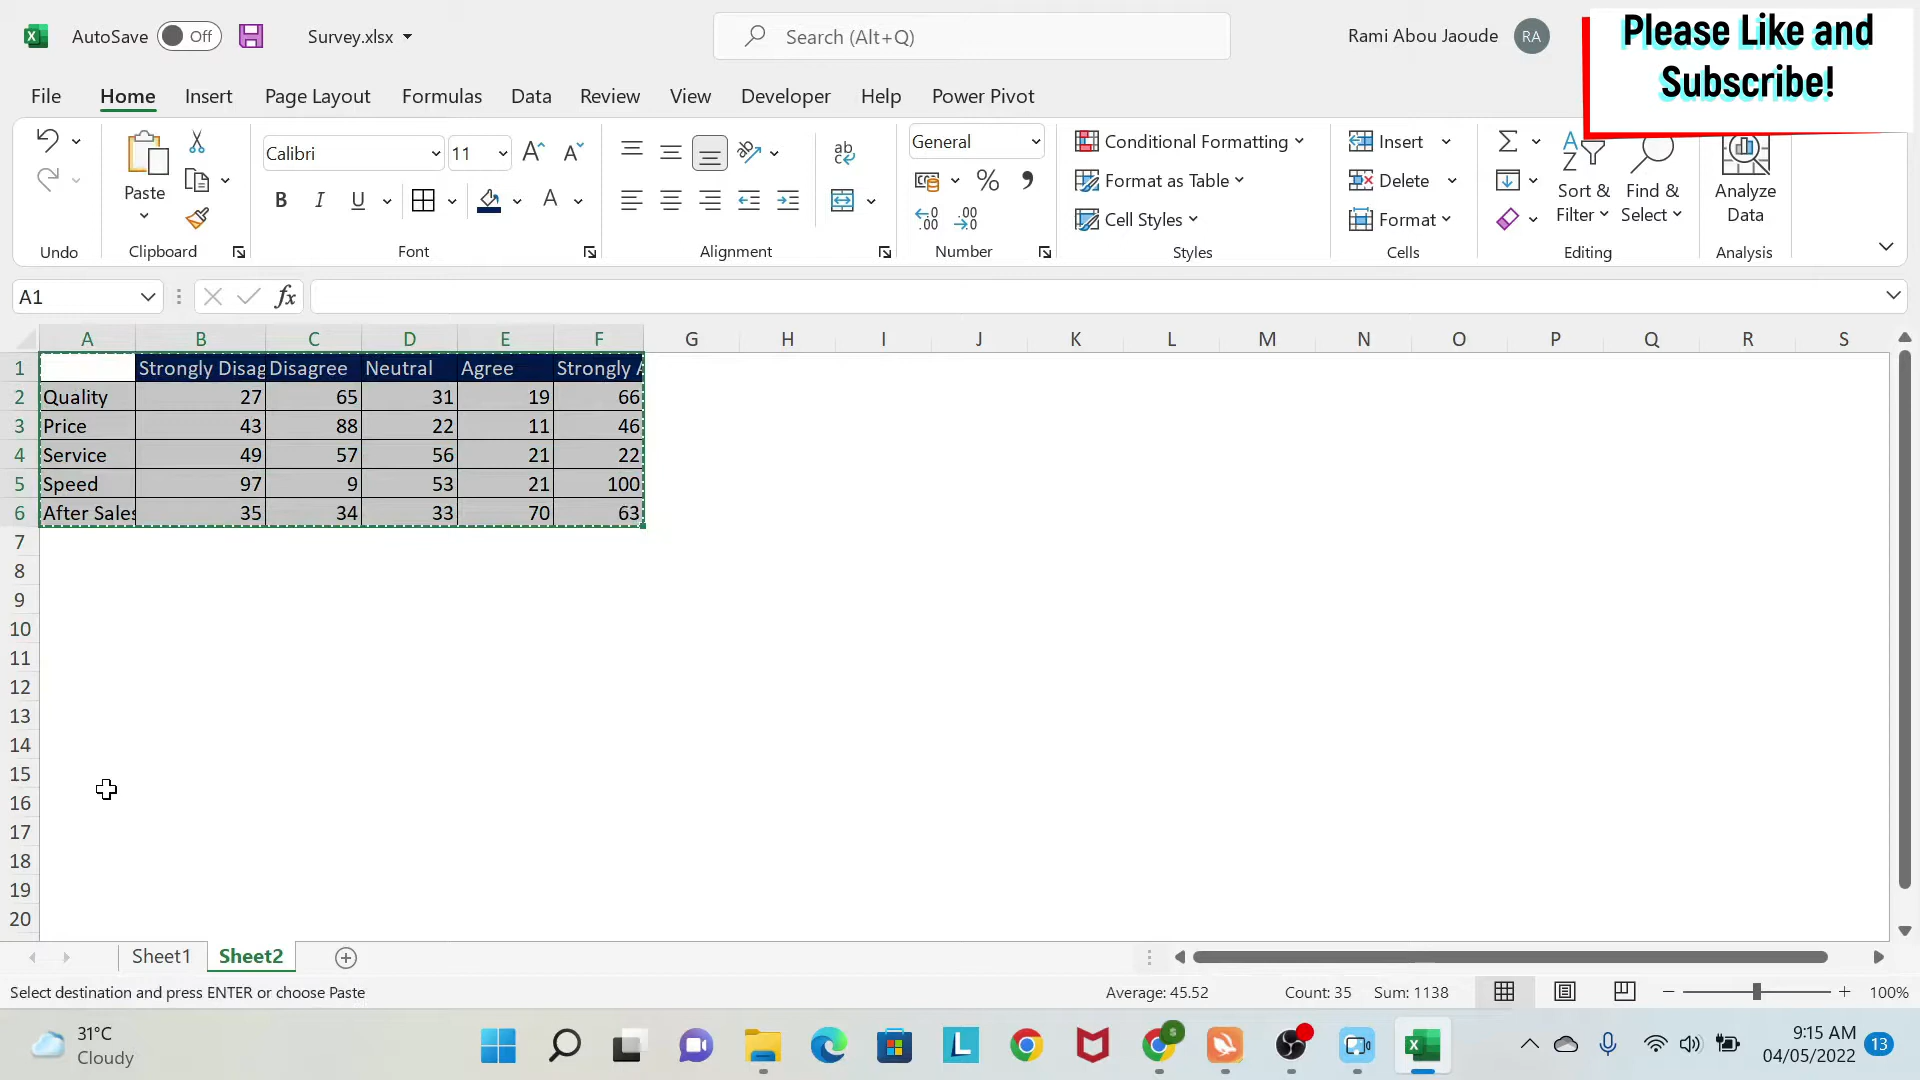 AutoSave
Off
Survey.xlsx
Search (Alt+Q)
Rami Abou Jaoude
RA
Please Like and
Subscribe!
File
Home
Insert
Page Layout
Formulas
Data
Review
View
Developer
Help
Power Pivot
Undo
Paste
Clipboard
Calibri
11
B
I
U
Font
Alignment
General
Number
Conditional Formatting
Format as Table
Cell Styles
Styles
Insert
Delete
Format
Cells
Sort &
Filter
Find &
Select
Editing
Analyze
Data
Analysis
A1
fx
A B C D E F G H I J K L M N O P Q R S
1 Strongly Disag Disagree Neutral Agree Strongly A
2 Quality 27 65 31 19 66
3 Price 43 88 22 11 46
4 Service 49 57 56 21 22
5 Speed 97 9 53 21 100
6 After Sales 35 34 33 70 63
7
8
9
10
11
12
13
14
15
16
17
18
19
20
Sheet1
Sheet2
Select destination and press ENTER or choose Paste
Average: 45.52
Count: 35
Sum: 1138
100%
31°C
Cloudy
9:15 AM
04/05/2022
13